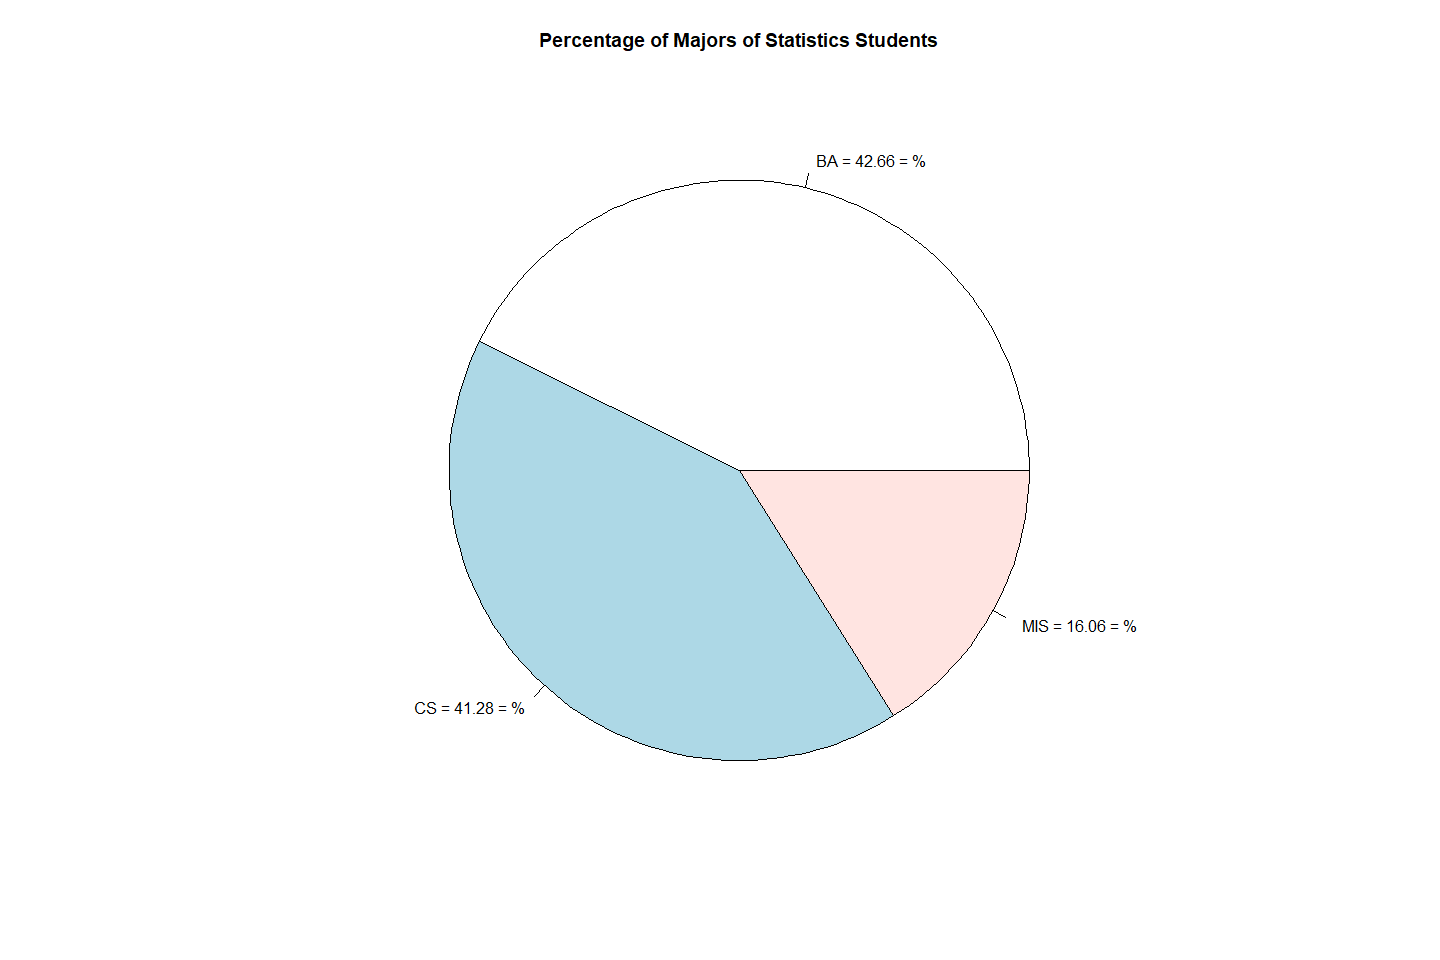 Percentage of Majors of Statistics Students
BA = 42.66 = %
MIS = 16.06 = %
CS = 41.28 = %